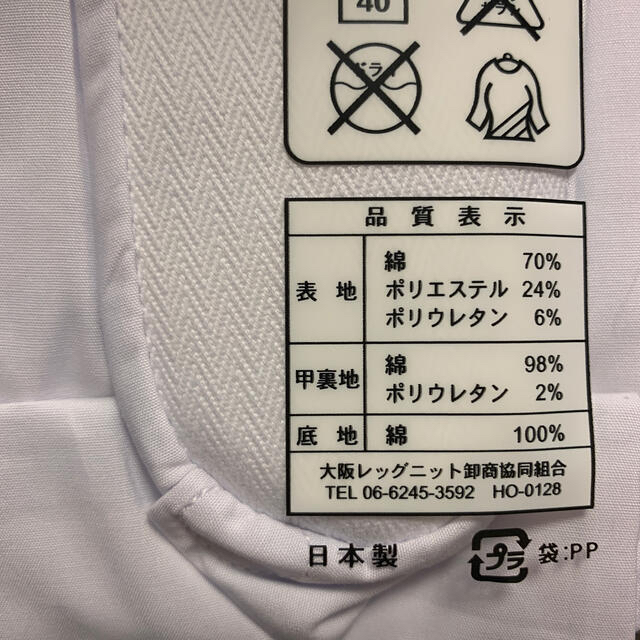 40
ドライ
品質表示
表地 綿 70%
ポリエステル 24%
ポリウレタン 6%
甲裏地 綿 98%
ポリウレタン 2%
底地 綿 100%
大阪レッグニット卸商協同組合
TEL 06-6245-3592 HO-0128
日本製 プラ 袋:PP